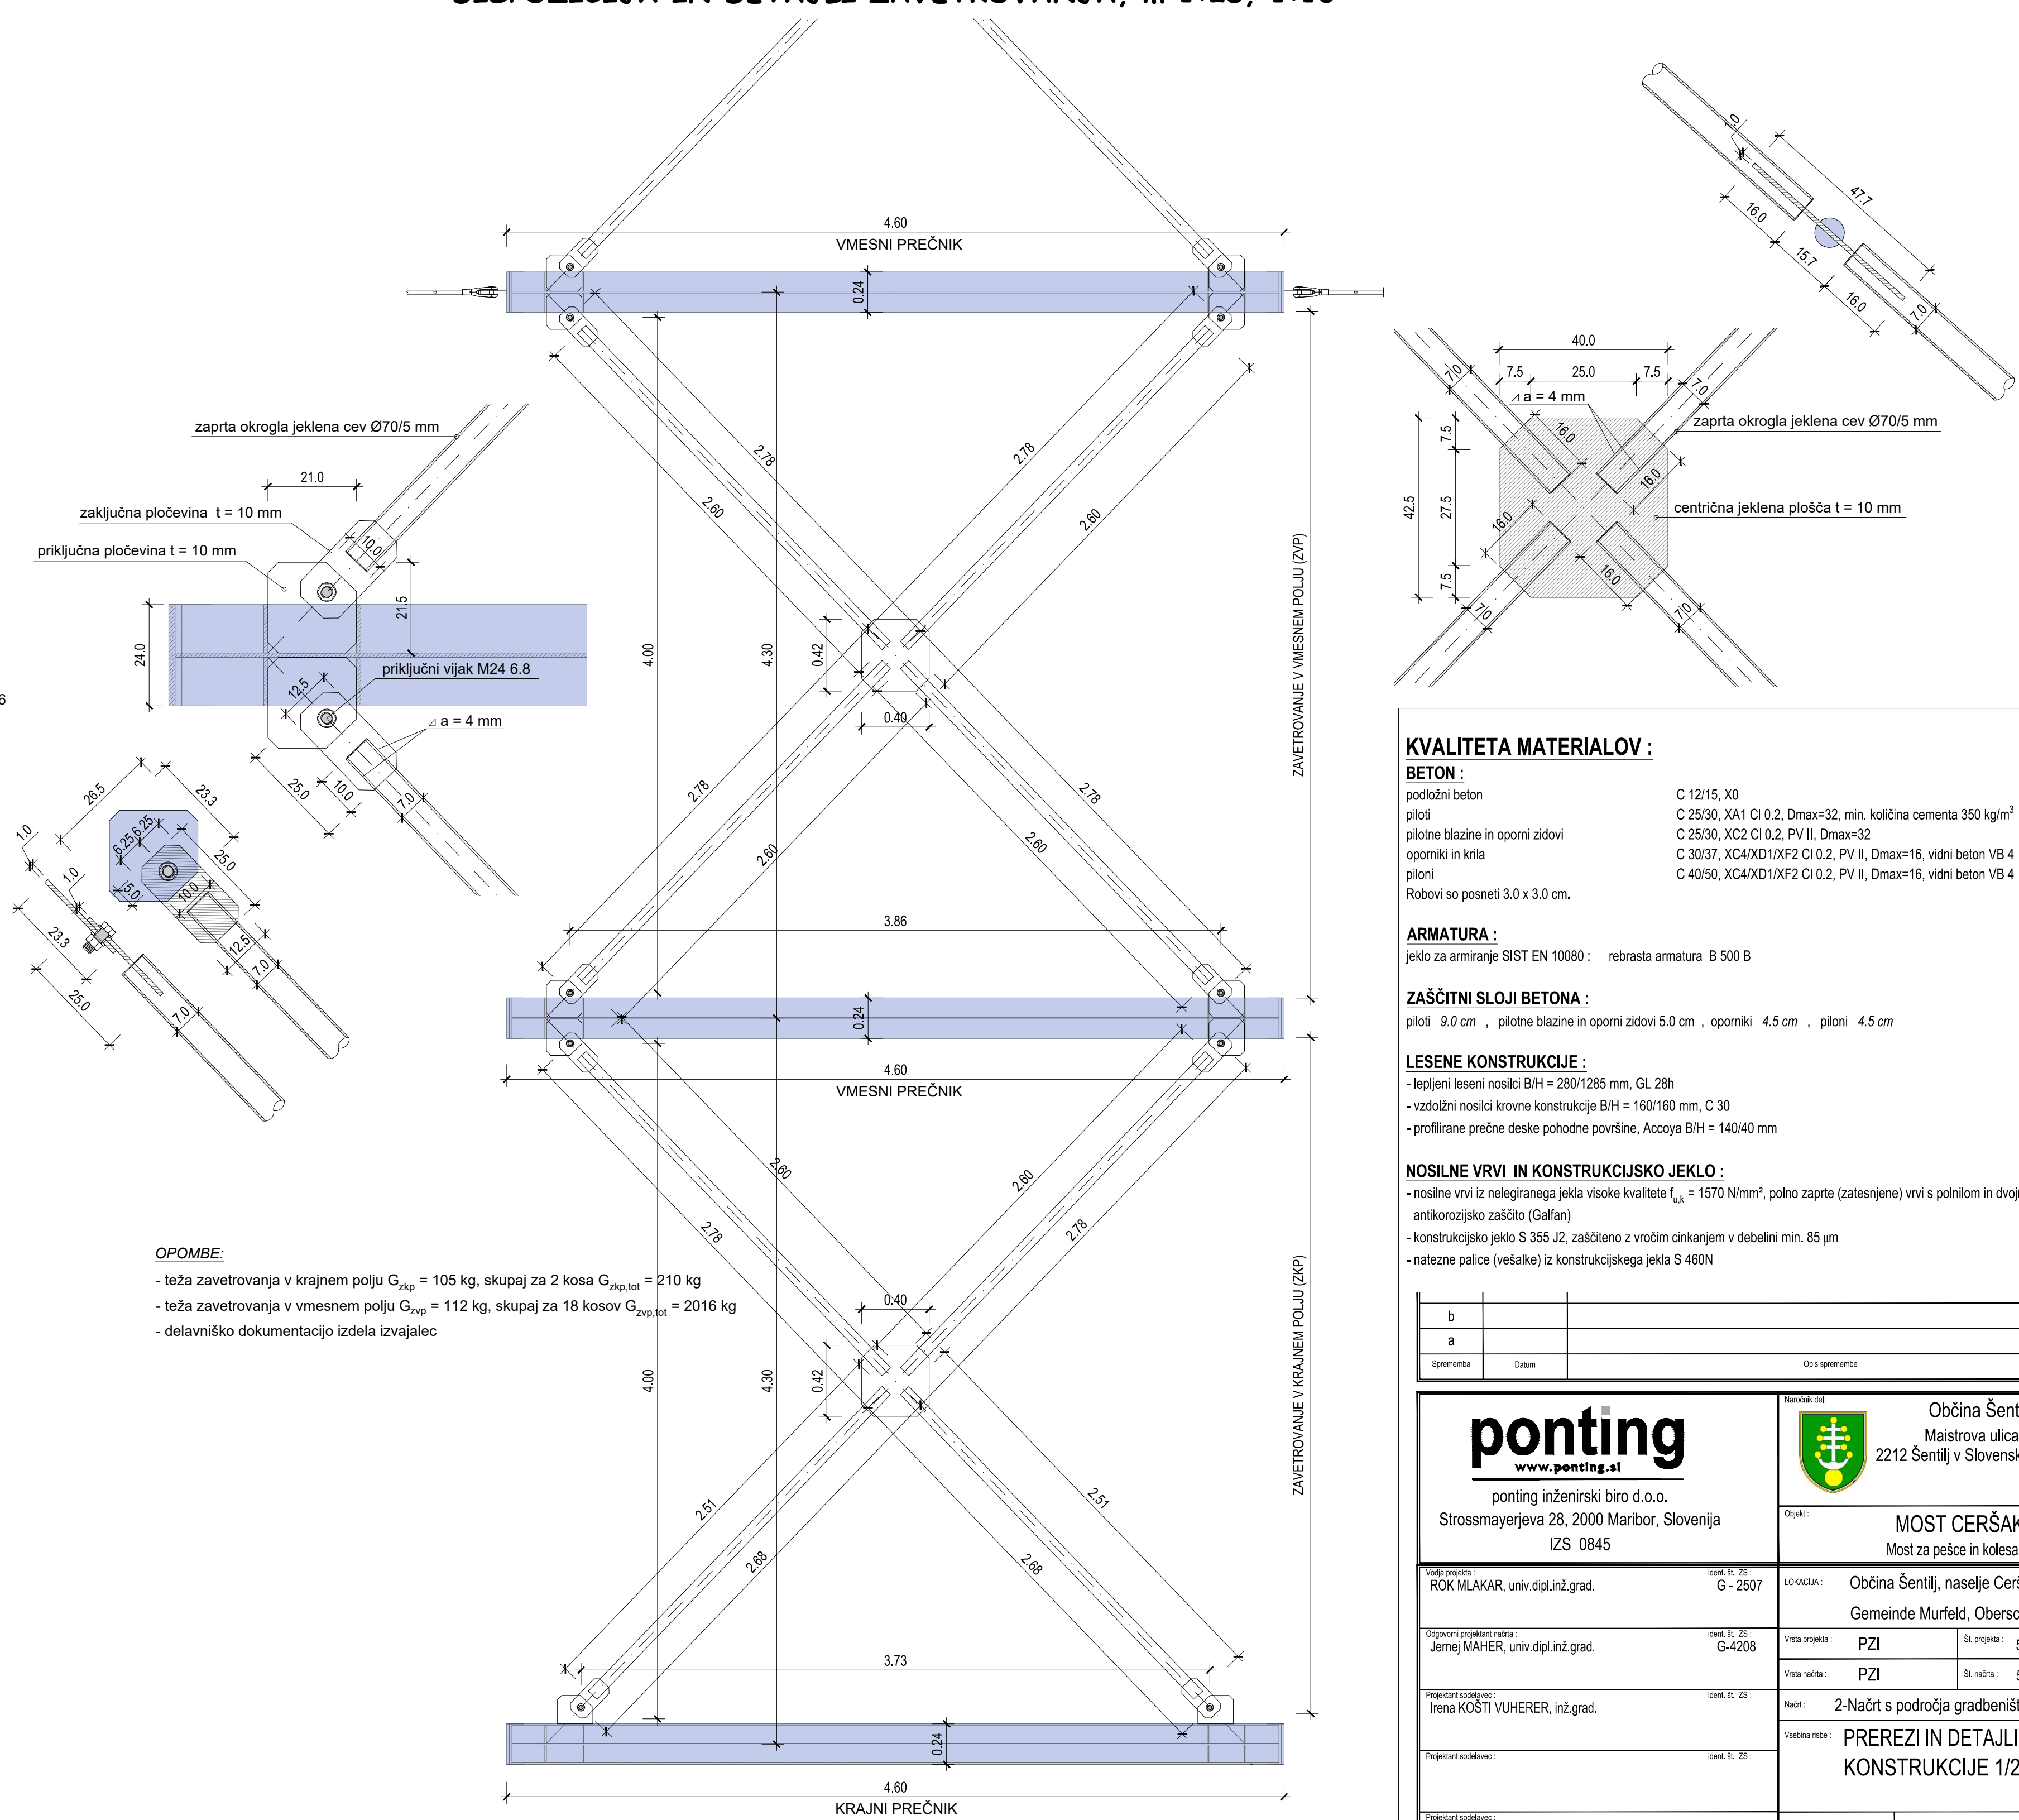 4.60
VMESNI PREČNIK
0.24
1.0
47.7
16.0
15.7
16.0
7.0
zaprta okrogla jeklena cev Ø70/5 mm
21.0
zaključna pločevina t = 10 mm
priključna pločevina t = 10 mm
10.0
21.5
24.0
priključni vijak M24 6.8
12.5
⊿ a = 4 mm
25.0
10.0
7.0
6
26.5
23.3
1.0
6.25
6.25
25.0
1.0
5.0
10.0
23.3
12.5
7.0
25.0
7.0
2.78
2.78
2.60
2.60
4.00
4.30
0.42
0.40
2.78
2.78
2.60
2.60
ZAVETROVANJE V VMESNEM POLJU (ZVP)
40.0
7.5
25.0
7.5
⊿ a = 4 mm
7.0
7.0
zaprta okrogla jeklena cev Ø70/5 mm
42.5
7.5
27.5
7.5
16.0
16.0
16.0
16.0
centrična jeklena plošča t = 10 mm
7.0
7.0
3.86
0.24
4.60
VMESNI PREČNIK
2.60
2.60
2.78
2.78
4.00
4.30
0.40
0.42
2.51
2.51
2.68
2.68
ZAVETROVANJE V KRAJNEM POLJU (ZKP)
3.73
0.24
4.60
KRAJNI PREČNIK
OPOMBE:
- teža zavetrovanja v krajnem polju Gzkp = 105 kg, skupaj za 2 kosa Gzkp,tot = 210 kg
- teža zavetrovanja v vmesnem polju Gzvp = 112 kg, skupaj za 18 kosov Gzvp,tot = 2016 kg
- delavniško dokumentacijo izdela izvajalec
KVALITETA MATERIALOV :
BETON :
podložni beton C 12/15, X0
piloti C 25/30, XA1 Cl 0.2, Dmax=32, min. količina cementa 350 kg/m³
pilotne blazine in oporni zidovi C 25/30, XC2 Cl 0.2, PV II, Dmax=32
oporniki in krila C 30/37, XC4/XD1/XF2 Cl 0.2, PV II, Dmax=16, vidni beton VB 4
piloni C 40/50, XC4/XD1/XF2 Cl 0.2, PV II, Dmax=16, vidni beton VB 4
Robovi so posneti 3.0 x 3.0 cm.
ARMATURA :
jeklo za armiranje SIST EN 10080 : rebrasta armatura B 500 B
ZAŠČITNI SLOJI BETONA :
piloti 9.0 cm , pilotne blazine in oporni zidovi 5.0 cm , oporniki 4.5 cm , piloni 4.5 cm
LESENE KONSTRUKCIJE :
- lepljeni leseni nosilci B/H = 280/1285 mm, GL 28h
- vzdolžni nosilci krovne konstrukcije B/H = 160/160 mm, C 30
- profilirane prečne deske pohodne površine, Accoya B/H = 140/40 mm
NOSILNE VRVI IN KONSTRUKCIJSKO JEKLO :
- nosilne vrvi iz nelegiranega jekla visoke kvalitete fu,k = 1570 N/mm², polno zaprte (zatesnjene) vrvi s polnilom in dvoj
antikorozijsko zaščito (Galfan)
- konstrukcijsko jeklo S 355 J2, zaščiteno z vročim cinkanjem v debelini min. 85 µm
- natezne palice (vešalke) iz konstrukcijskega jekla S 460N
b
a
Sprememba Datum Opis spremembe
ponting
www.ponting.si
ponting inženirski biro d.o.o.
Strossmayerjeva 28, 2000 Maribor, Slovenija
IZS 0845
Naročnik del:
Občina Šent
Maistrova ulica
2212 Šentilj v Slovensk
Objekt :
MOST CERŠAK
Most za pešce in kolesa
Vodja projekta : ident. št. IZS :
ROK MLAKAR, univ.dipl.inž.grad. G - 2507
LOKACIJA : Občina Šentilj, naselje Cerš
Gemeinde Murfeld, Oberso
Odgovorni projektant načrta : ident. št. IZS :
Jernej MAHER, univ.dipl.inž.grad. G-4208
Vrsta projekta : PZI Št. projekta : 5
Vrsta načrta : PZI Št. načrta : 5
Projektant sodelavec : ident. št. IZS :
Irena KOŠTI VUHERER, inž.grad.
Načrt : 2-Načrt s področja gradbeništ
Vsebina risbe : PREREZI IN DETAJLI
KONSTRUKCIJE 1/2
Projektant sodelavec : ident. št. IZS :
Projektant sodelavec :